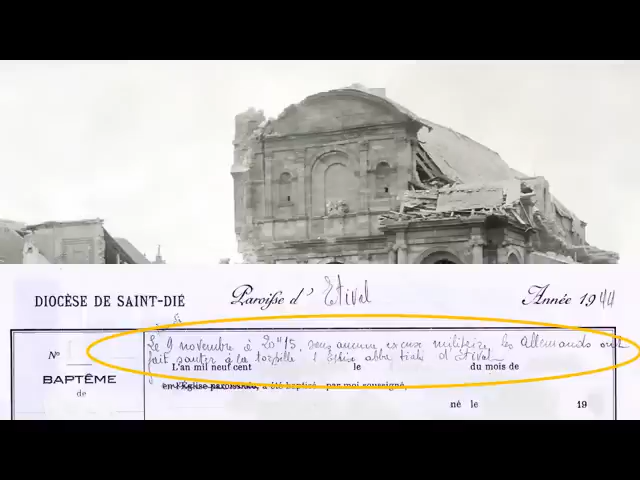 DIOCÈSE DE SAINT-DIÉ Paroisse d' Etival Année 1944
Le 9 novembre à 20H15, sans aucune excuse militaire, les Allemands ont
fait sauter à la torpille l'Eglise abbatiale d'Etival
N°
L'an mil neuf cent le du mois de
BAPTÊME
en l'Église paroissiale, a été baptisé par moi soussigné,
de
né le 19